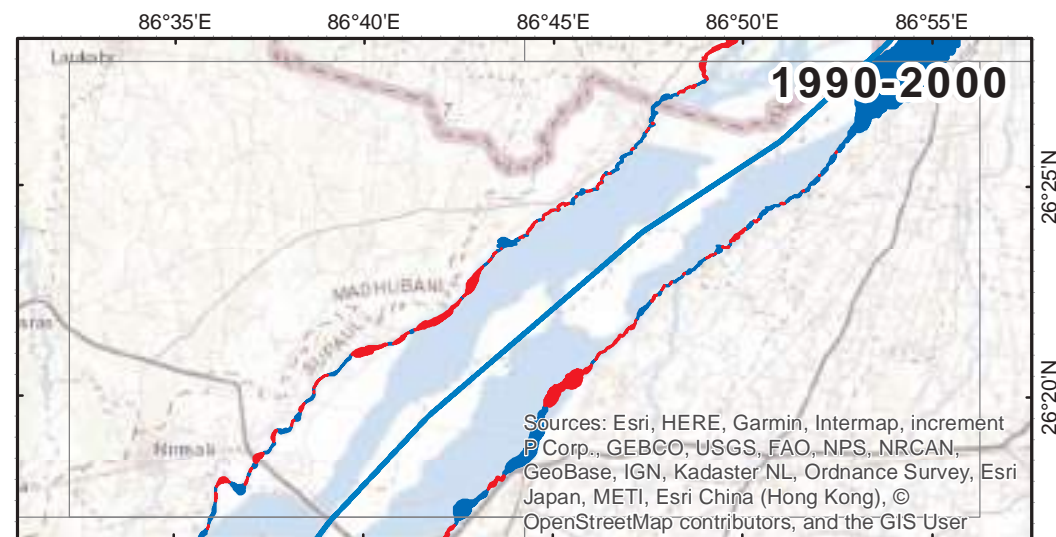 86°35'E 86°40'E 86°45'E 86°50'E 86°55'E
1990-2000
26°25'N
MADHUBANI
SUPAUL
26°20'N
Nirmali
Sources: Esri, HERE, Garmin, Intermap, increment
P Corp., GEBCO, USGS, FAO, NPS, NRCAN,
GeoBase, IGN, Kadaster NL, Ordnance Survey, Esri
Japan, METI, Esri China (Hong Kong), ©
OpenStreetMap contributors, and the GIS User